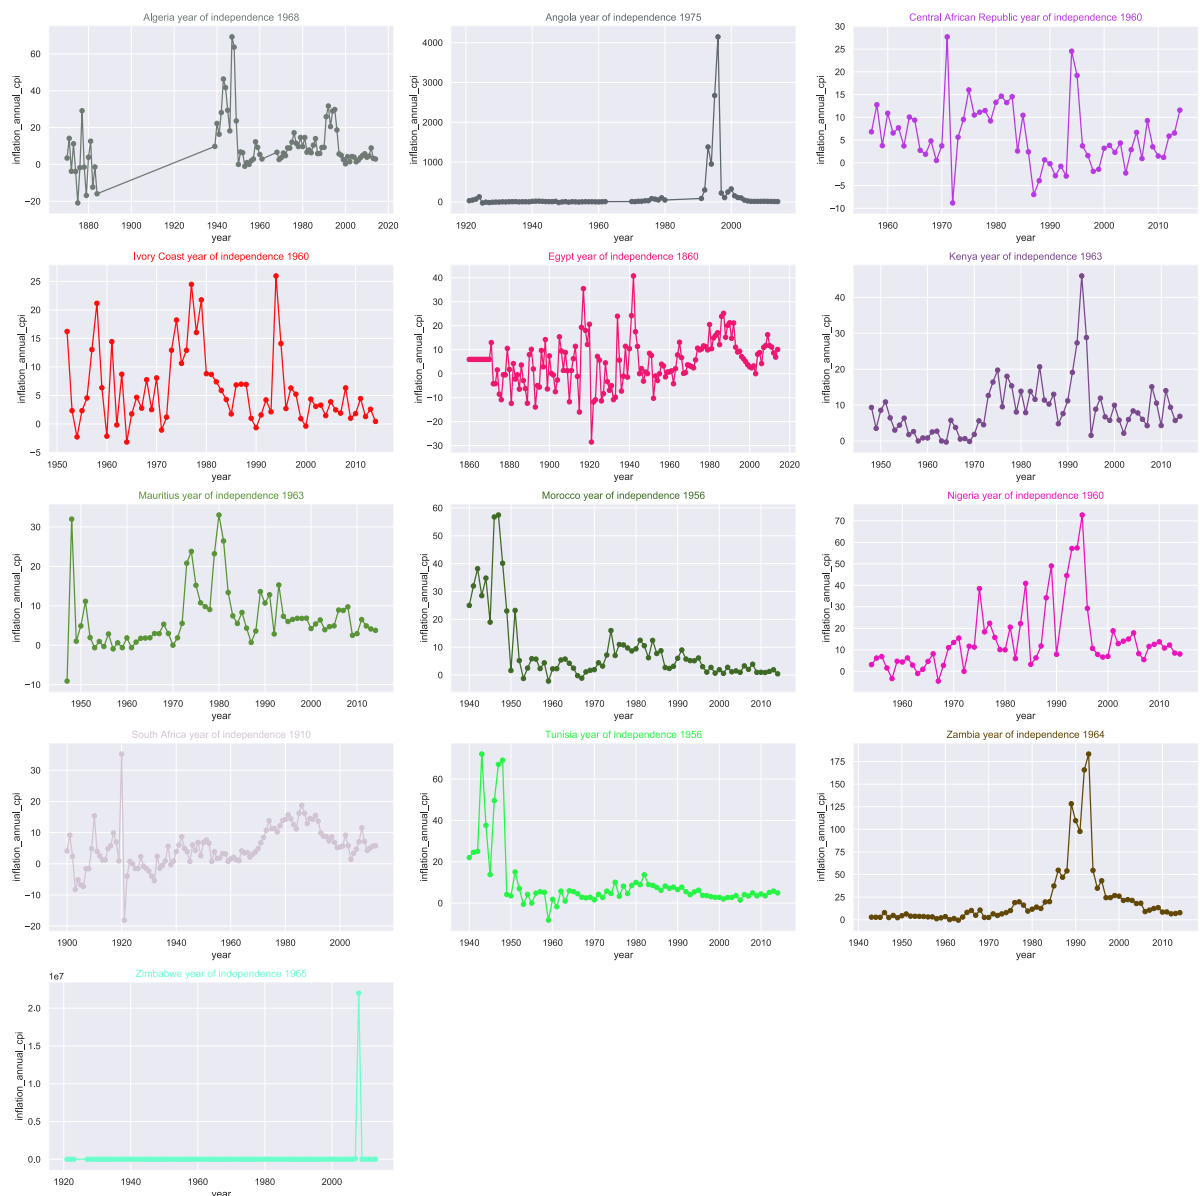 Algeria year of independence 1968
60
40
20
0
−20
inflation_annual_cpi
1880 1900 1920 1940 1960 1980 2000 2020
year
Angola year of independence 1975
4000
3000
2000
1000
0
inflation_annual_cpi
1920 1940 1960 1980 2000
year
Central African Republic year of independence 1960
30
25
20
15
10
5
0
−5
−10
inflation_annual_cpi
1960 1970 1980 1990 2000 2010
year
Ivory Coast year of independence 1960
25
20
15
10
5
0
−5
inflation_annual_cpi
1950 1960 1970 1980 1990 2000 2010
year
Egypt year of independence 1860
40
30
20
10
0
−10
−20
−30
inflation_annual_cpi
1860 1880 1900 1920 1940 1960 1980 2000 2020
year
Kenya year of independence 1963
40
30
20
10
0
inflation_annual_cpi
1950 1960 1970 1980 1990 2000 2010
year
Mauritius year of independence 1963
30
20
10
0
−10
inflation_annual_cpi
1950 1960 1970 1980 1990 2000 2010
year
Morocco year of independence 1956
60
50
40
30
20
10
0
inflation_annual_cpi
1940 1950 1960 1970 1980 1990 2000 2010
year
Nigeria year of independence 1960
70
60
50
40
30
20
10
0
inflation_annual_cpi
1960 1970 1980 1990 2000 2010
year
South Africa year of independence 1910
30
20
10
0
−10
−20
inflation_annual_cpi
1900 1920 1940 1960 1980 2000
year
Tunisia year of independence 1956
60
40
20
0
inflation_annual_cpi
1940 1950 1960 1970 1980 1990 2000 2010
year
Zambia year of independence 1964
175
150
125
100
75
50
25
0
inflation_annual_cpi
1940 1950 1960 1970 1980 1990 2000 2010
year
Zimbabwe year of independence 1965
1e7
2.0
1.5
1.0
0.5
0.0
inflation_annual_cpi
1920 1940 1960 1980 2000
year